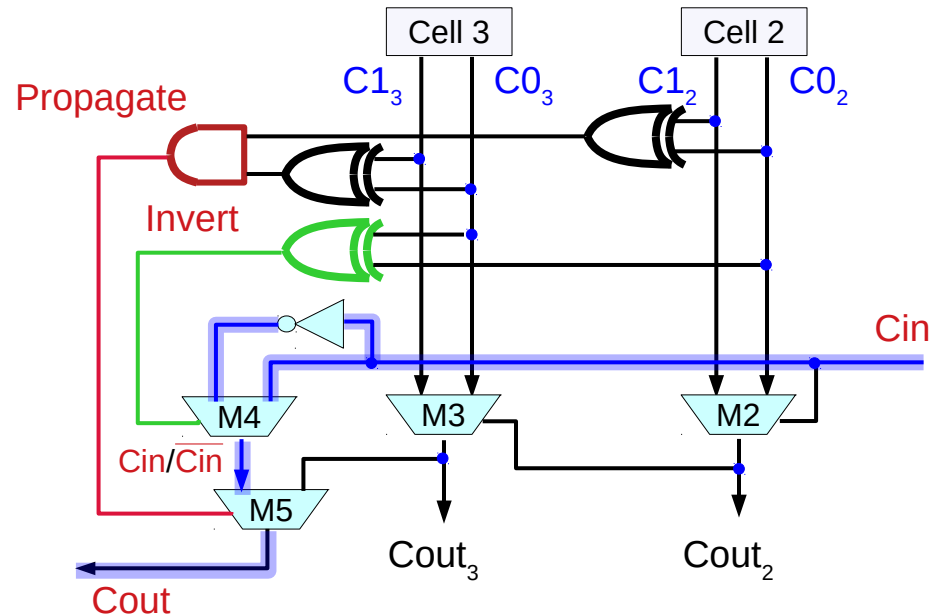 Cell 3
Cell 2
C1₃
C0₃
C1₂
C0₂
Propagate
Invert
Cin
M4
M3
M2
Cin/C̅i̅n̅
M5
Cout₃
Cout₂
Cout